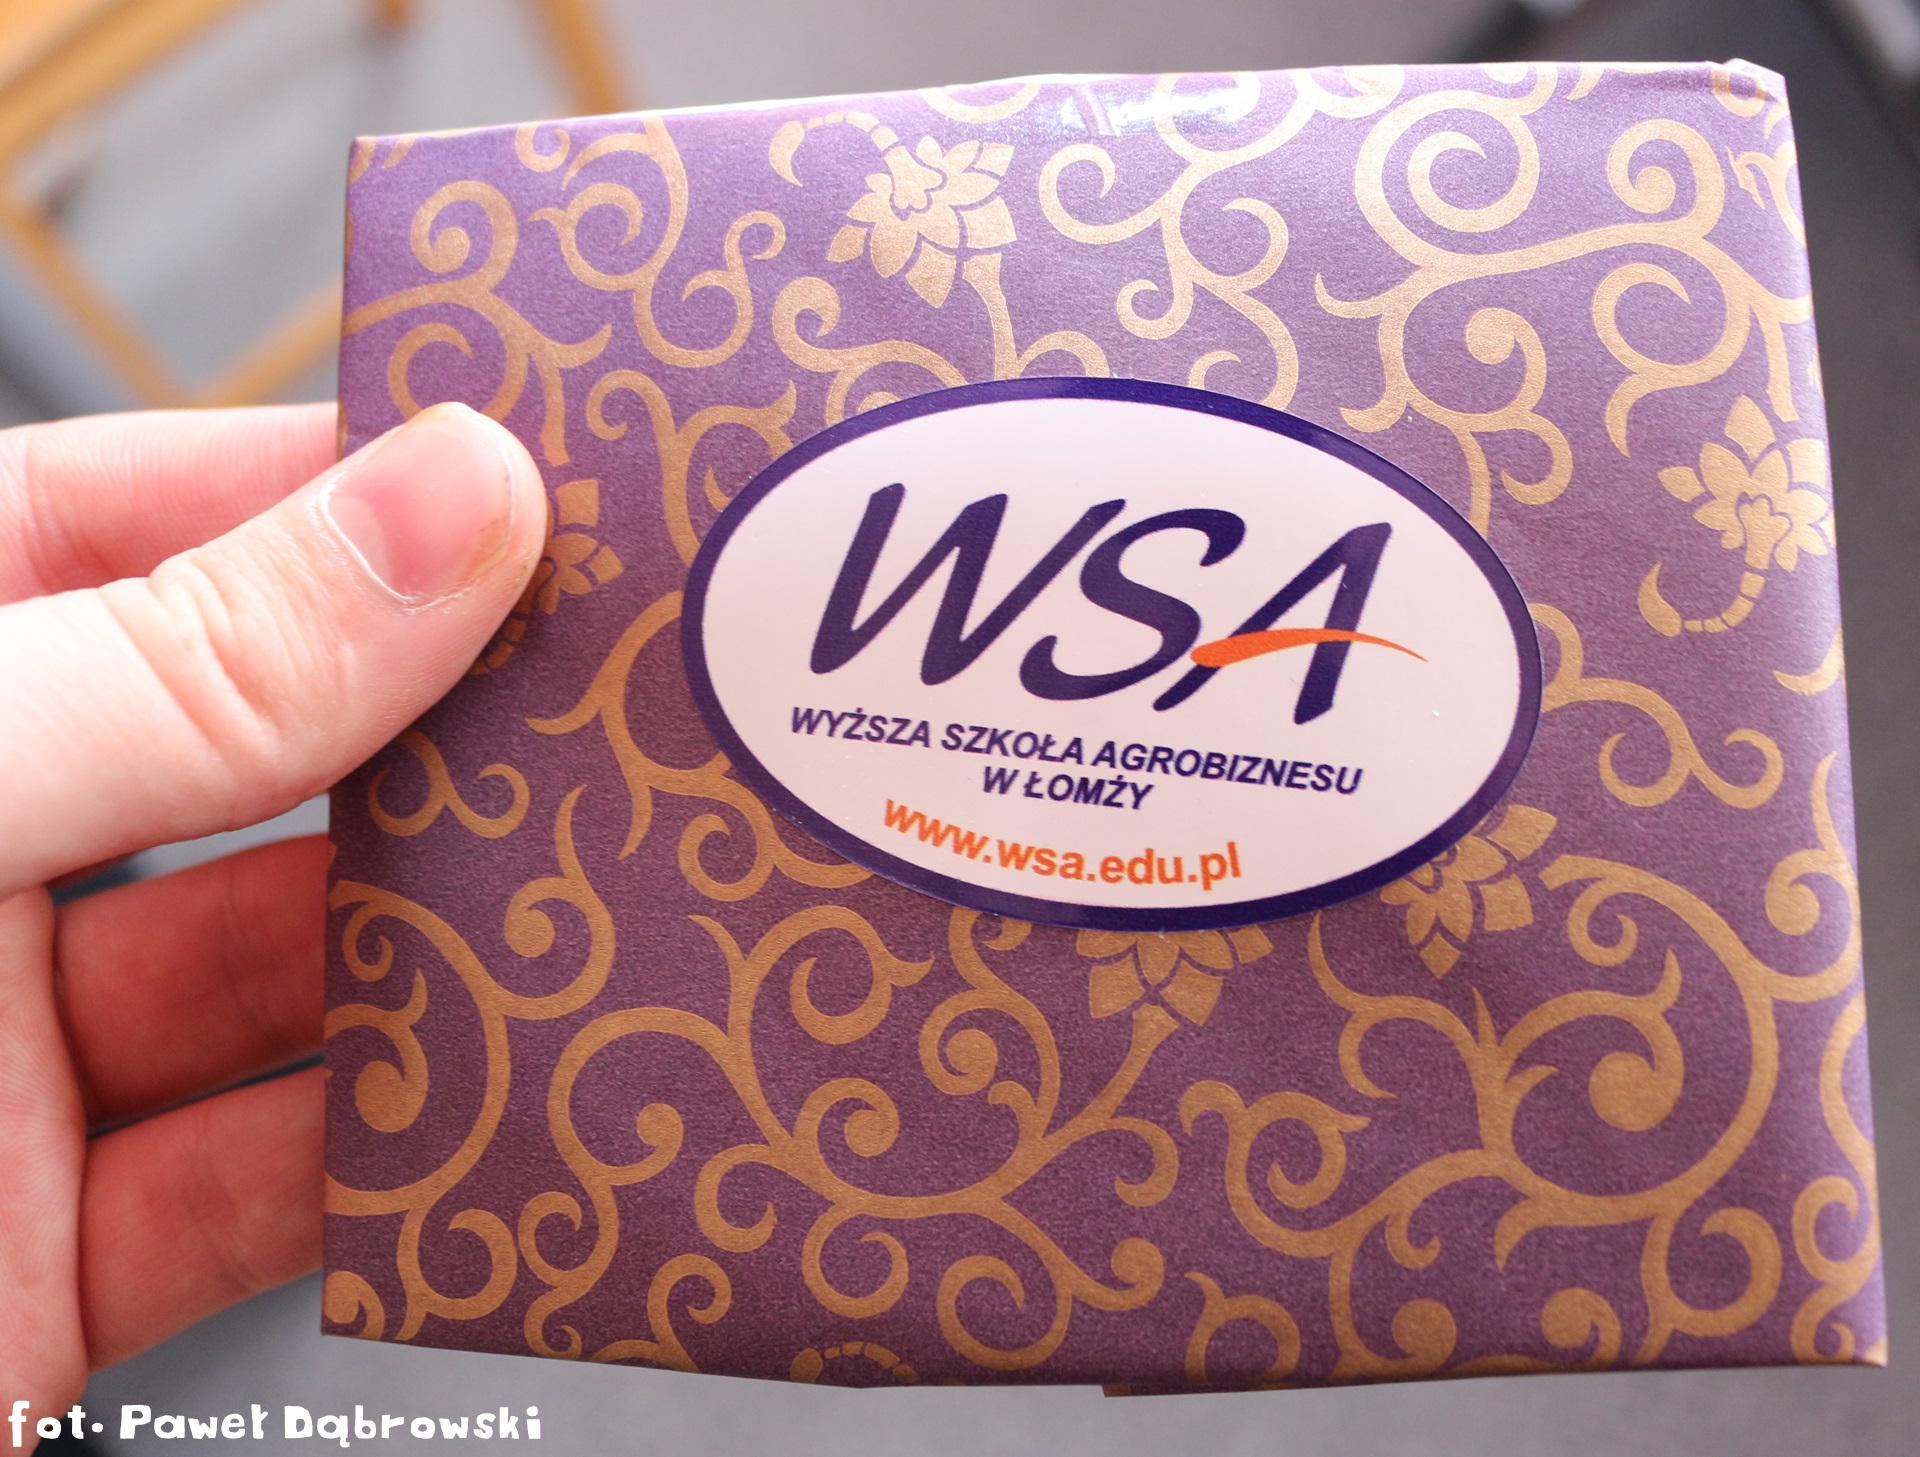 WSA
WYŻSZA SZKOŁA AGROBIZNESU
W ŁOMŻY
www.wsa.edu.pl
fot. Paweł Dąbrowski